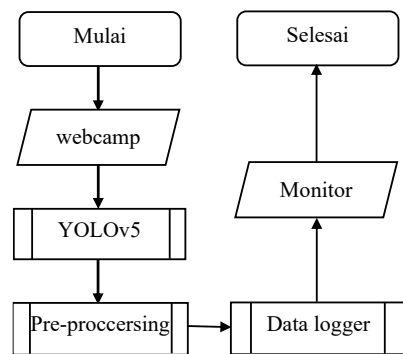 Mulai
webcamp
YOLOv5
Pre-proccersing
Data logger
Monitor
Selesai